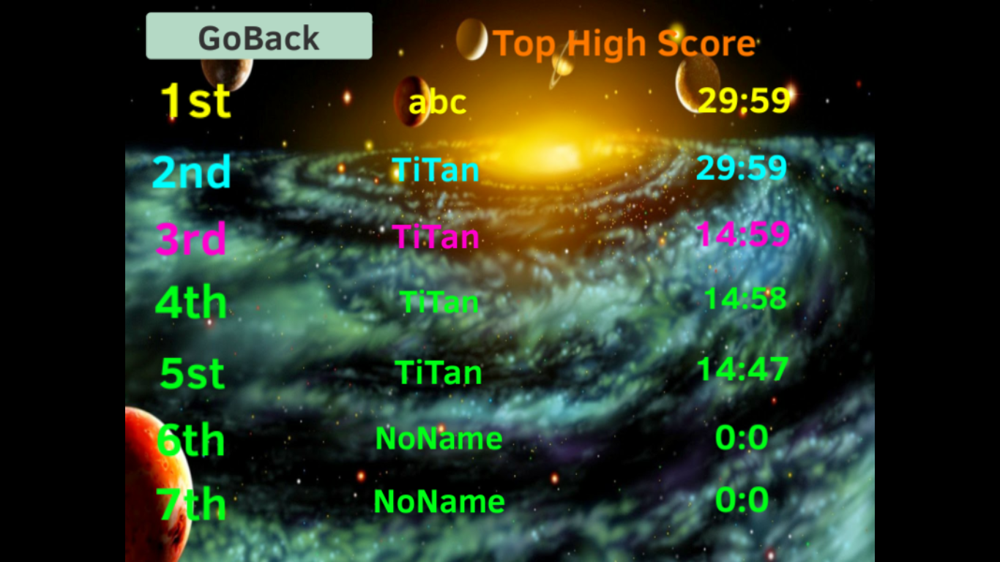 GoBack Top High Score
1st abc 29:59
2nd TiTan 29:59
3rd TiTan 14:59
4th TiTan 14:58
5st TiTan 14:47
6th NoName 0:0
7th NoName 0:0